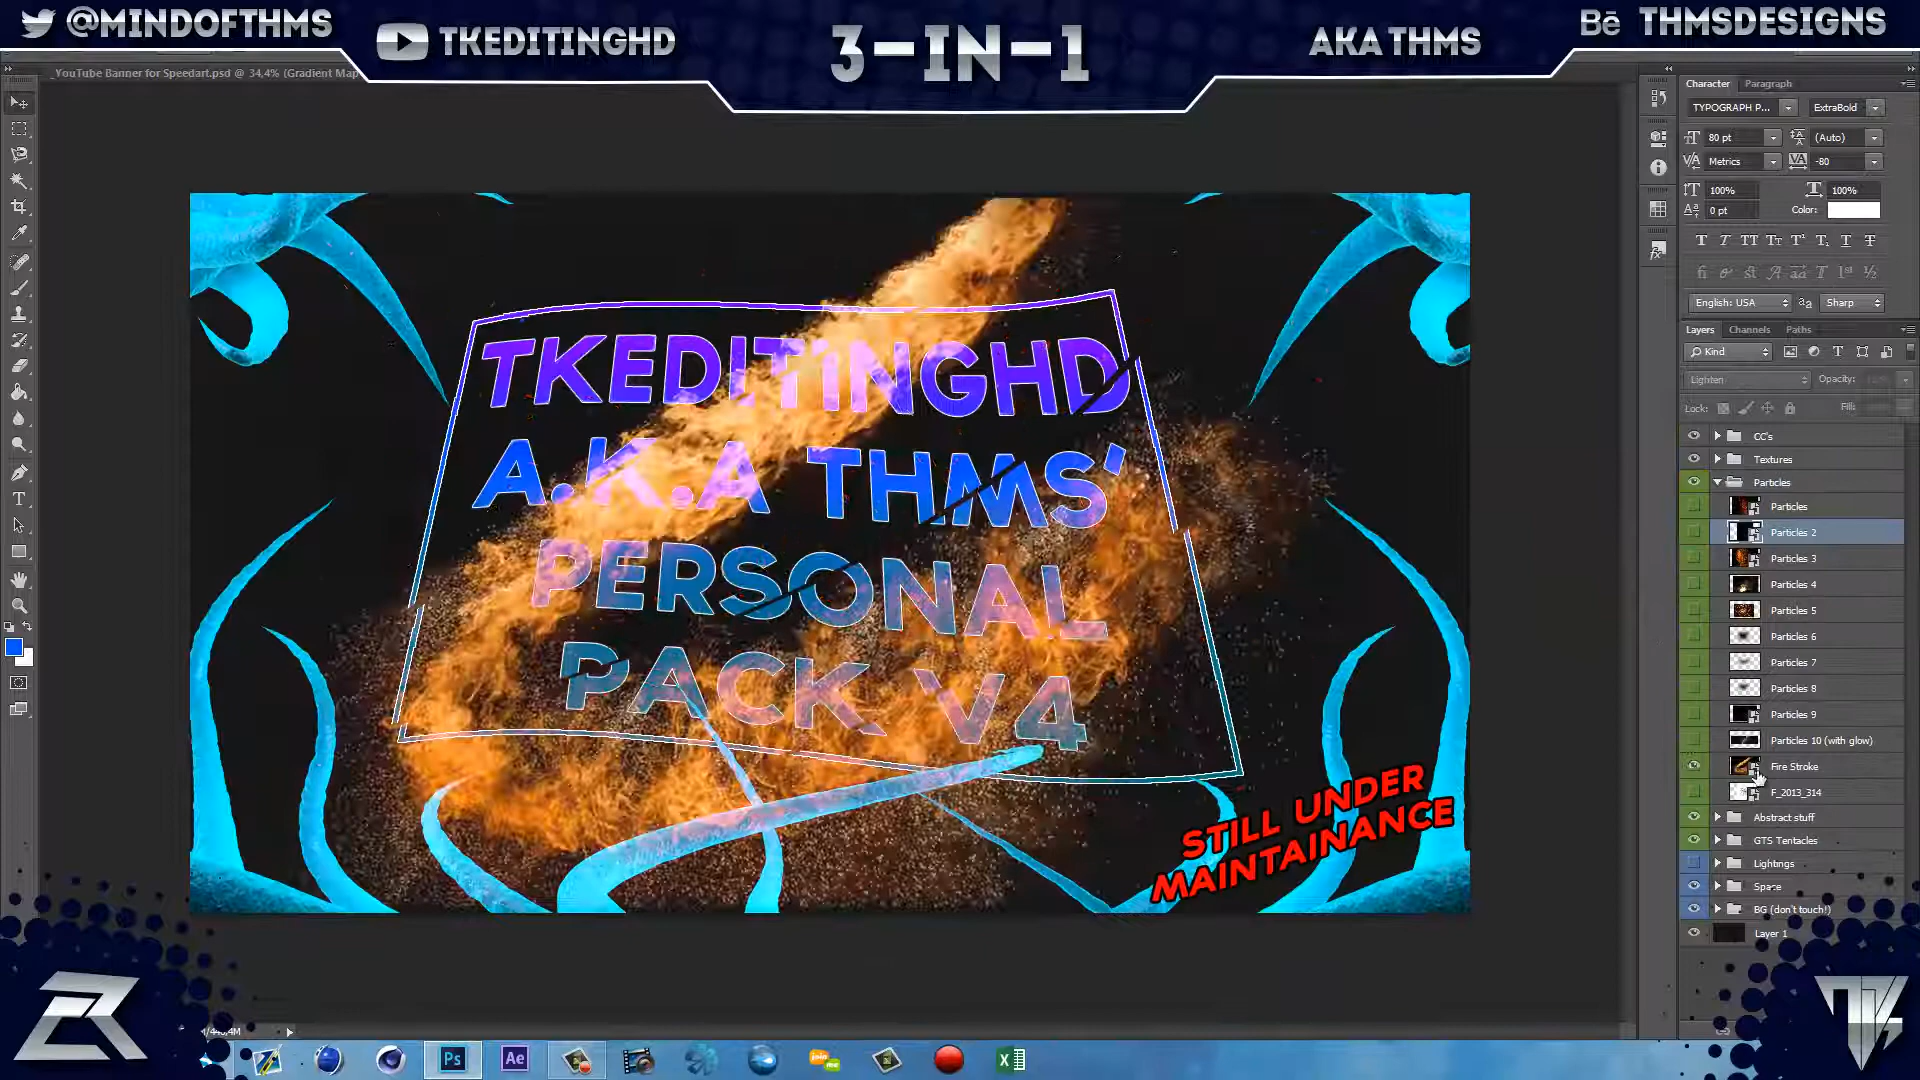 @MINDOFTHMS
TKEDITINGHD
3-IN-1
AKA THMS
Bē THMSDESIGNS
_YouTube Banner for Speedart.psd @ 34,4% (Gradient Map
Character
Paragraph
TYPOGRAPH P...
ExtraBold
80 pt
(Auto)
Metrics
-80
100%
100%
0 pt
Color:
English: USA
Sharp
Layers
Channels
Paths
Kind
Lighten
Opacity:
Lock:
Fill:
CC's
Textures
Particles
Particles
Particles 2
Particles 3
Particles 4
Particles 5
Particles 6
Particles 7
Particles 8
Particles 9
Particles 10 (with glow)
Fire Stroke
F_2013_314
Abstract stuff
GTS Tentacles
Lightings
Space
BG (don't touch!)
Layer 1
TKEDITINGHD
A.K.A THMS'
PERSONAL
PACK V4
STILL UNDER
MAINTAINANCE
Ps
Ae